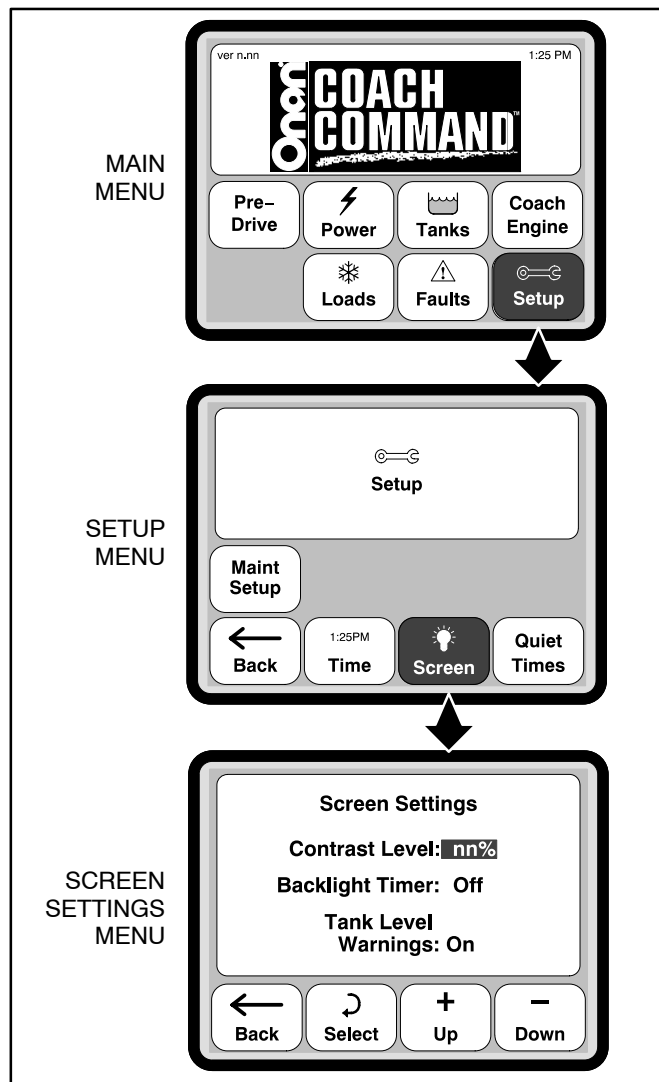 MAIN
MENU
ver n.nn
1:25 PM
Onan
COACH
COMMAND™
Pre–
Drive
Power
Tanks
Coach
Engine
Loads
Faults
Setup
SETUP
MENU
Setup
Maint
Setup
Back
1:25PM
Time
Screen
Quiet
Times
SCREEN
SETTINGS
MENU
Screen Settings
Contrast Level: nn%
Backlight Timer: Off
Tank Level
Warnings: On
Back
Select
+
Up
–
Down